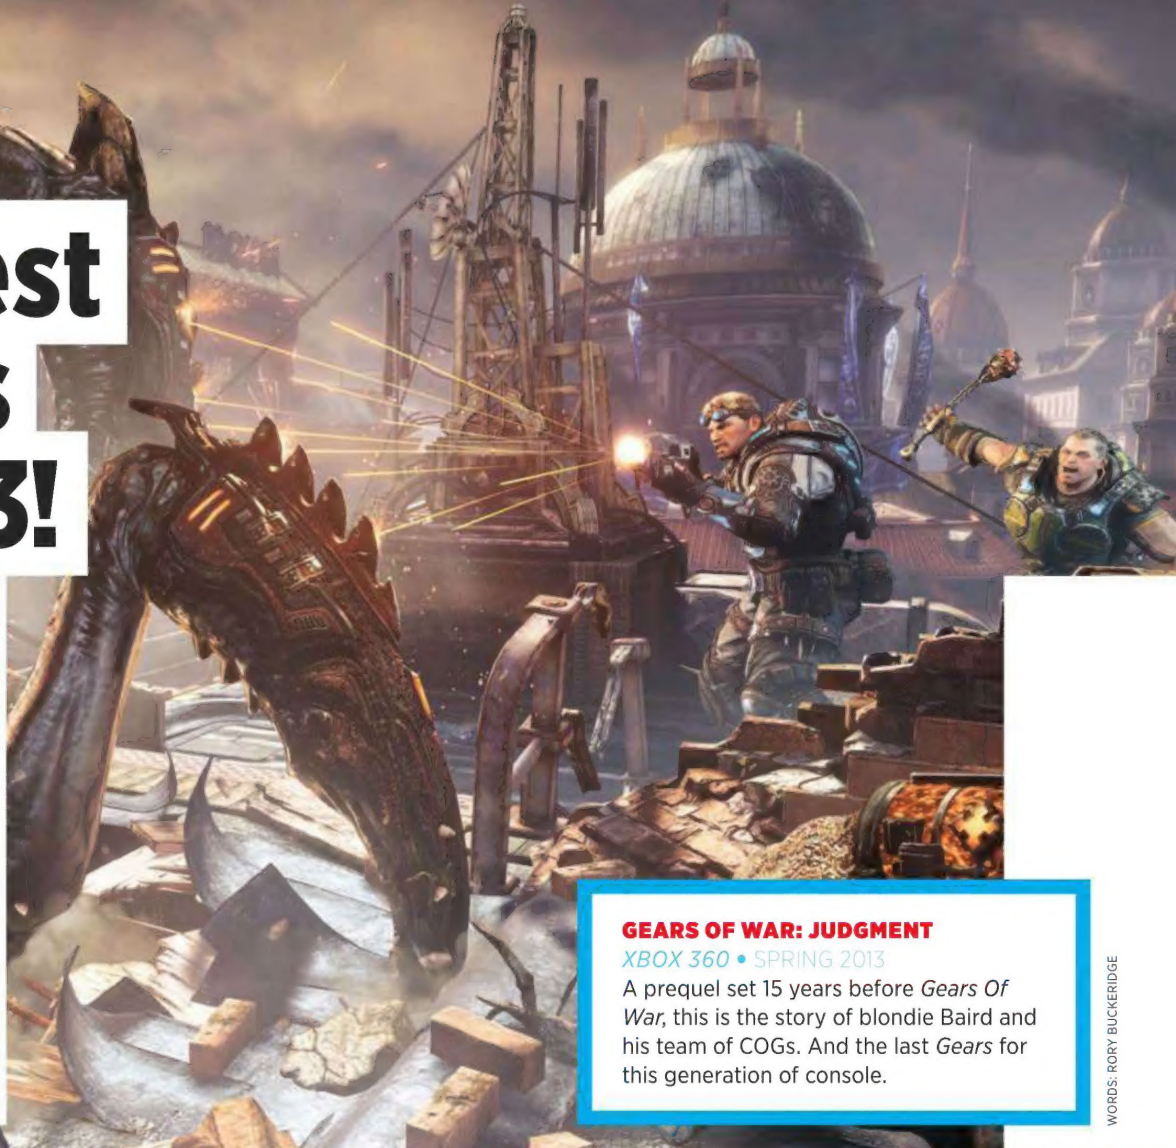 est
s
3!
GEARS OF WAR: JUDGMENT
XBOX 360 • SPRING 2013
A prequel set 15 years before Gears Of
War, this is the story of blondie Baird and
his team of COGs. And the last Gears for
this generation of console.
WORDS: RORY BUCKERIDGE